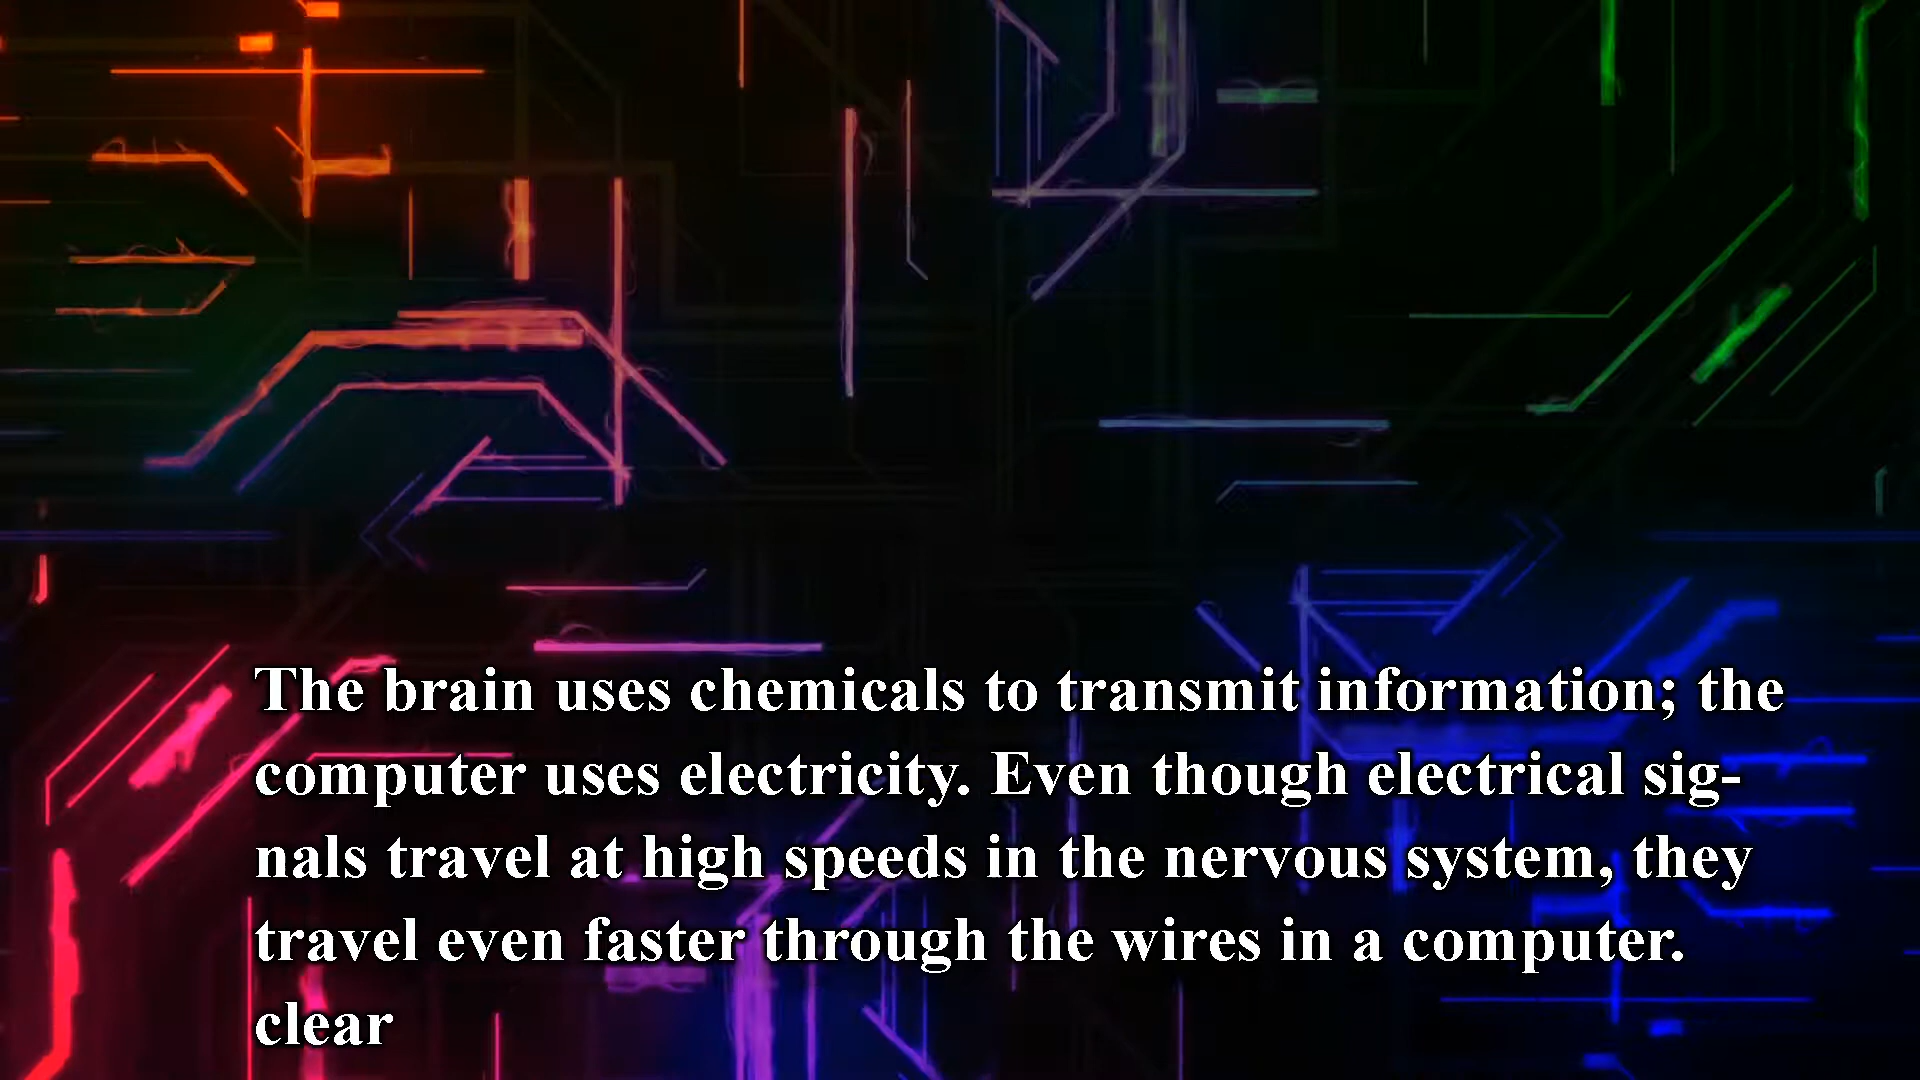 The brain uses chemicals to transmit information; the
computer uses electricity. Even though electrical sig-
nals travel at high speeds in the nervous system, they
travel even faster through the wires in a computer.
clear